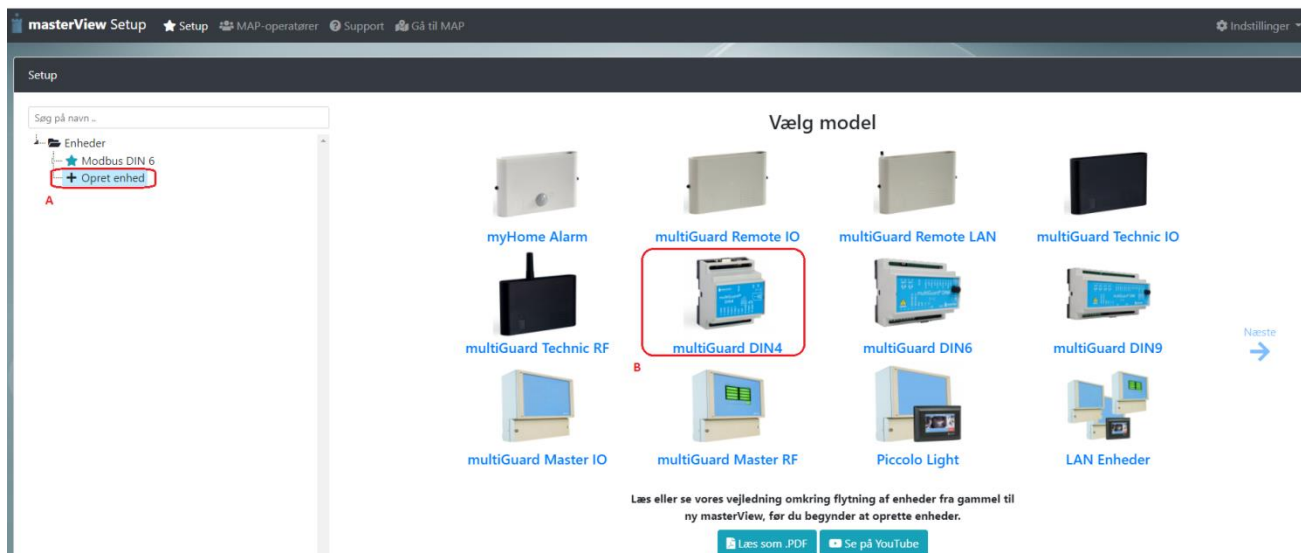 masterView Setup Setup MAP-operatører Support Gå til MAP Indstillinger
Setup
Søg på navn ..
Enheder
Modbus DIN 6
Opret enhed
A
Vælg model
myHome Alarm multiGuard Remote IO multiGuard Remote LAN multiGuard Technic IO
multiGuard Technic RF multiGuard DIN4 multiGuard DIN6 multiGuard DIN9
B
Næste
multiGuard Master IO multiGuard Master RF Piccolo Light LAN Enheder
Læs eller se vores vejledning omkring flytning af enheder fra gammel til
ny masterView, før du begynder at oprette enheder.
Læs som .PDF Se på YouTube